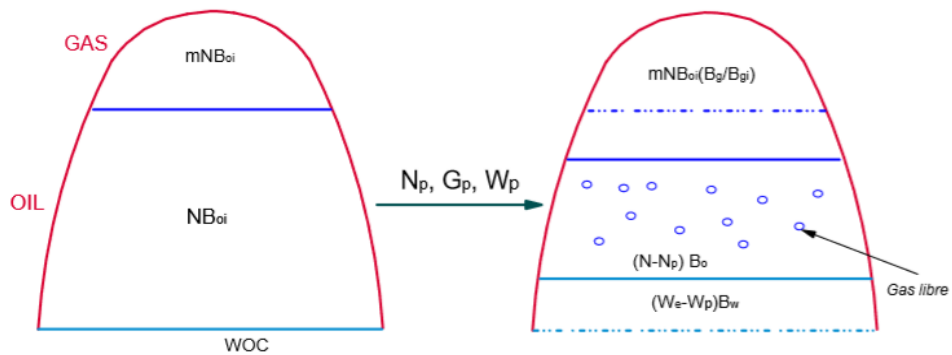 GAS
mNBoi
OIL
NBoi
WOC
Np, Gp, Wp
mNBoi(Bg/Bgi)
(N-Np) Bo
(We-Wp)Bw
Gas libre